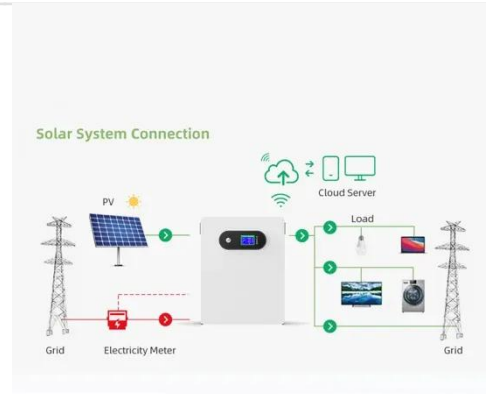 Solar System Connection
Cloud Server
PV
Load
Grid
Electricity Meter
Grid